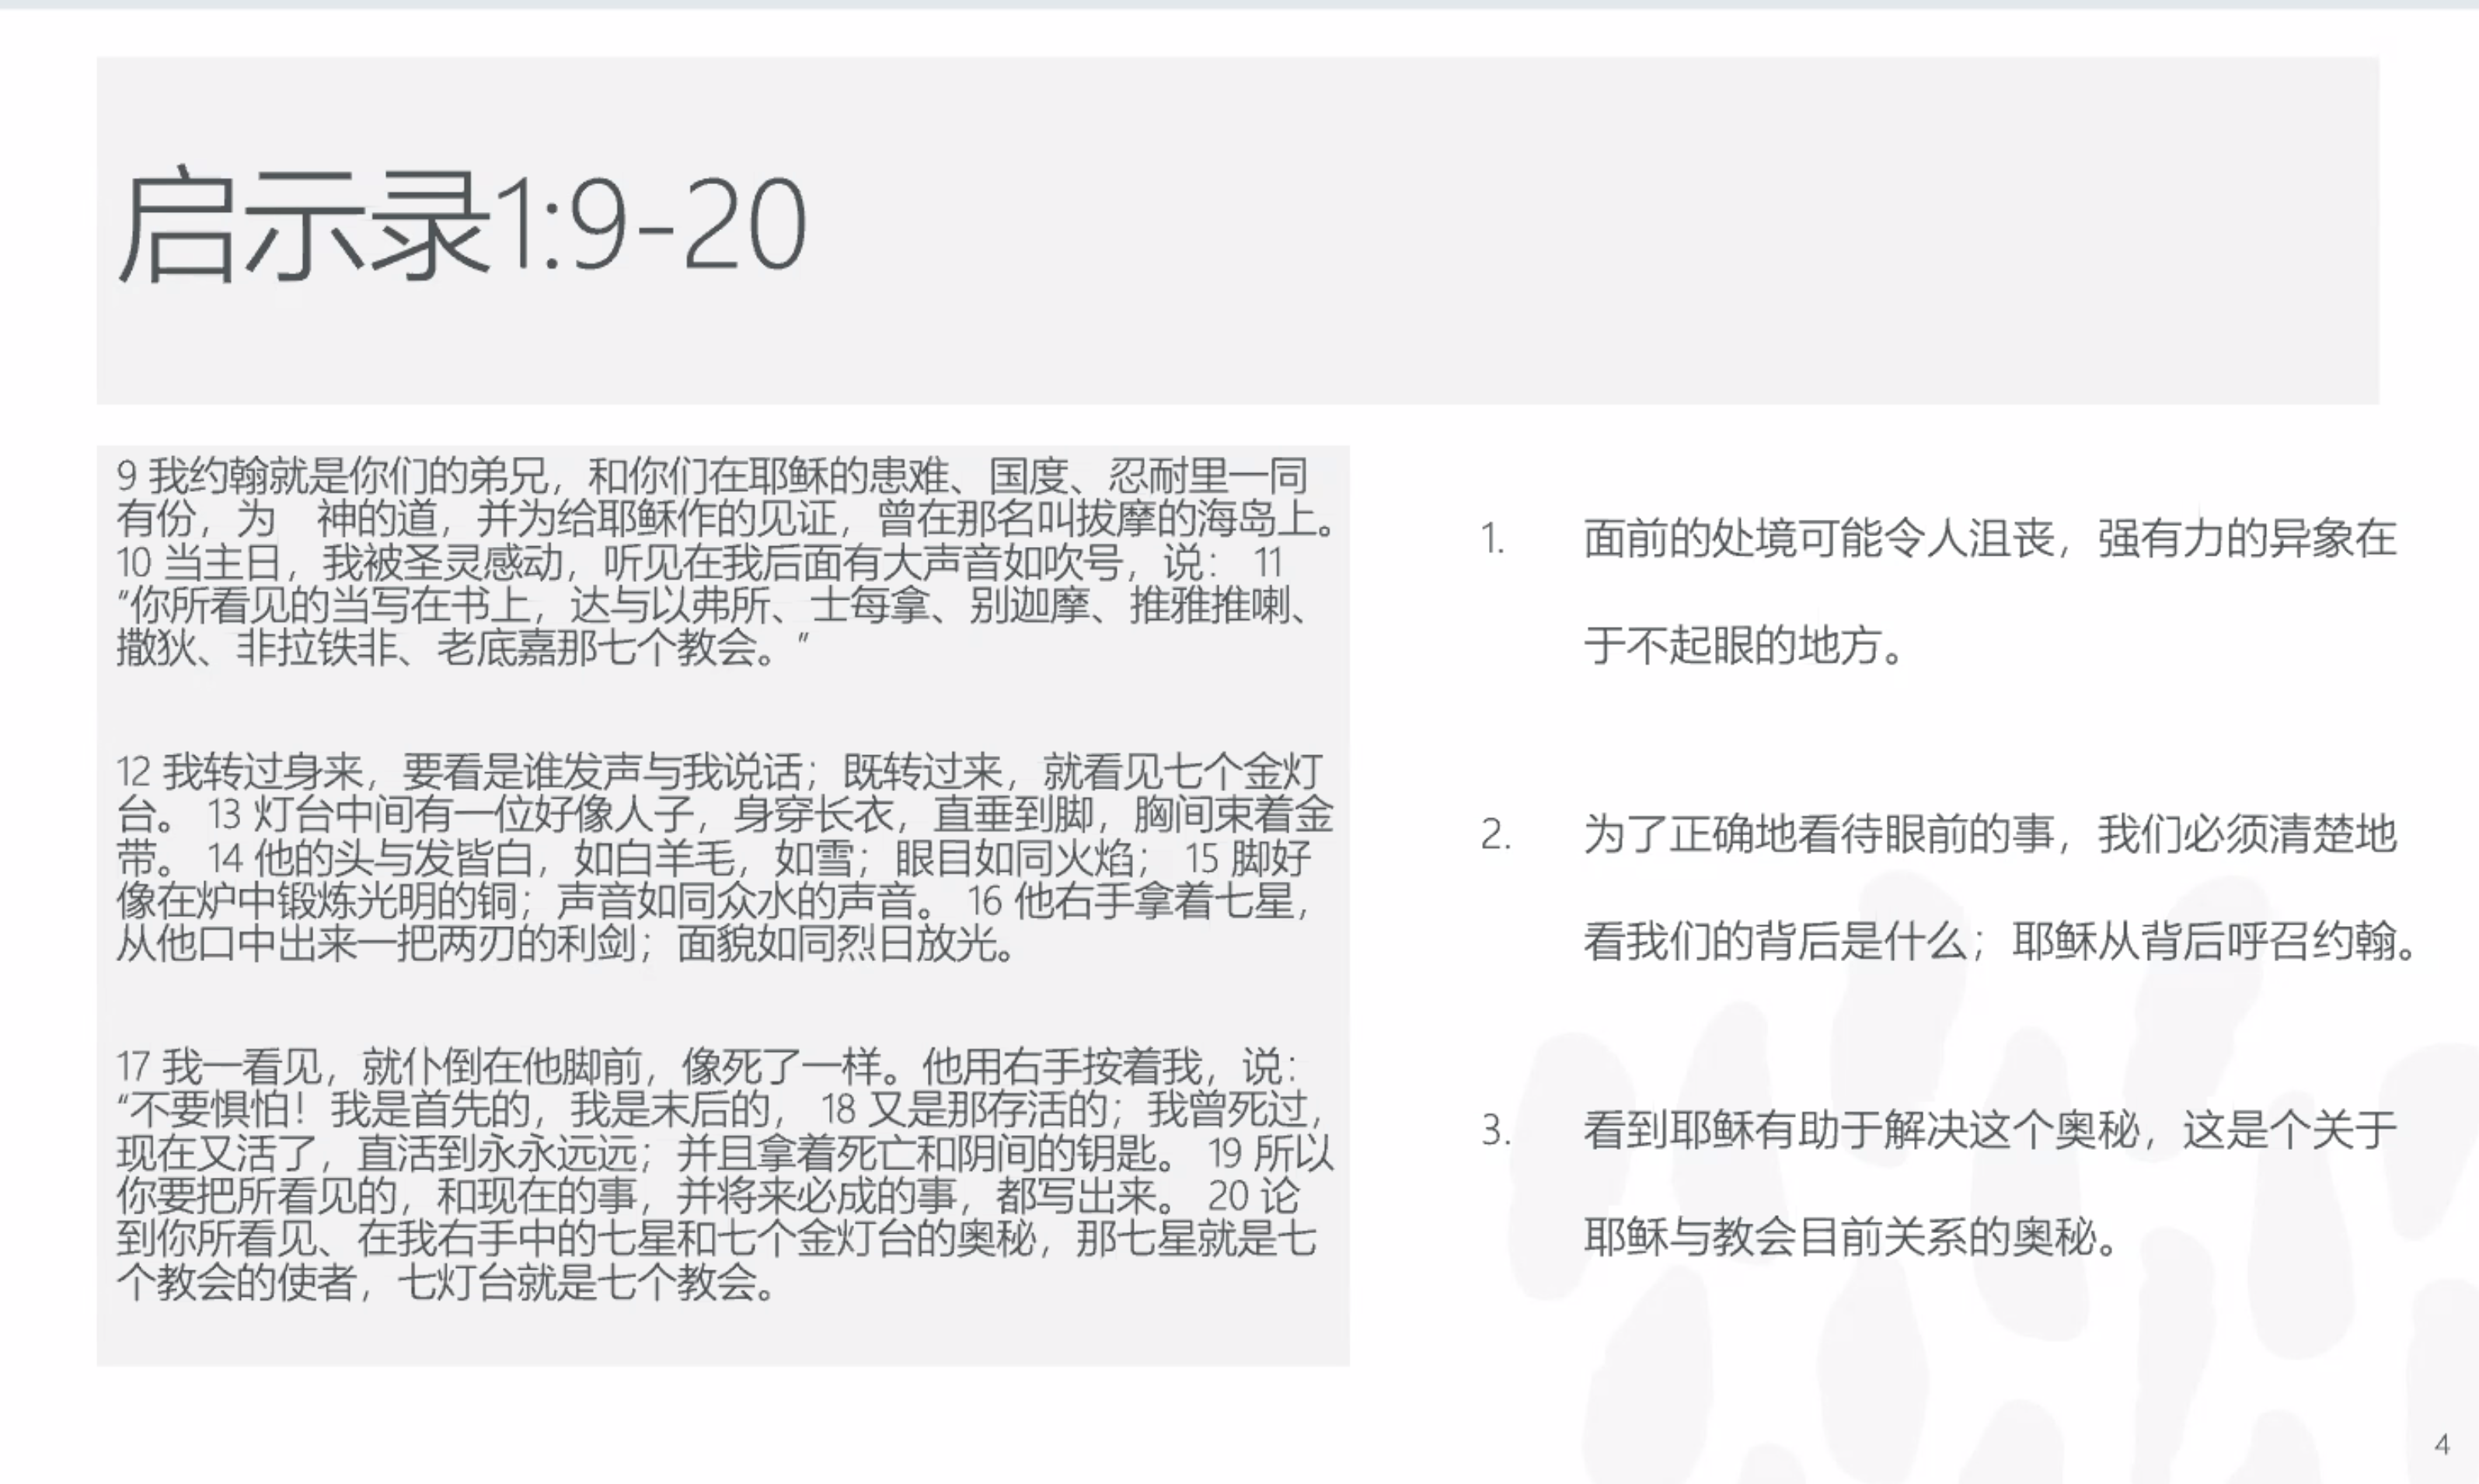 启示录1:9-20
9 我约翰就是你们的弟兄，和你们在耶稣的患难、国度、忍耐里一同
有份，为　神的道，并为给耶稣作的见证，曾在那名叫拔摩的海岛上。
10 当主日，我被圣灵感动，听见在我后面有大声音如吹号，说： 11
“你所看见的当写在书上，达与以弗所、士每拿、别迦摩、推雅推喇、
撒狄、非拉铁非、老底嘉那七个教会。”
12 我转过身来，要看是谁发声与我说话；既转过来，就看见七个金灯
台。 13 灯台中间有一位好像人子，身穿长衣，直垂到脚，胸间束着金
带。 14 他的头与发皆白，如白羊毛，如雪；眼目如同火焰； 15 脚好
像在炉中锻炼光明的铜；声音如同众水的声音。 16 他右手拿着七星，
从他口中出来一把两刃的利剑；面貌如同烈日放光。
17 我一看见，就仆倒在他脚前，像死了一样。他用右手按着我，说：
“不要惧怕！我是首先的，我是末后的， 18 又是那存活的；我曾死过，
现在又活了，直活到永永远远；并且拿着死亡和阴间的钥匙。 19 所以
你要把所看见的，和现在的事，并将来必成的事，都写出来。 20 论
到你所看见、在我右手中的七星和七个金灯台的奥秘，那七星就是七
个教会的使者，七灯台就是七个教会。
1. 面前的处境可能令人沮丧，强有力的异象在
于不起眼的地方。
2. 为了正确地看待眼前的事，我们必须清楚地
看我们的背后是什么；耶稣从背后呼召约翰。
3. 看到耶稣有助于解决这个奥秘，这是个关于
耶稣与教会目前关系的奥秘。
4